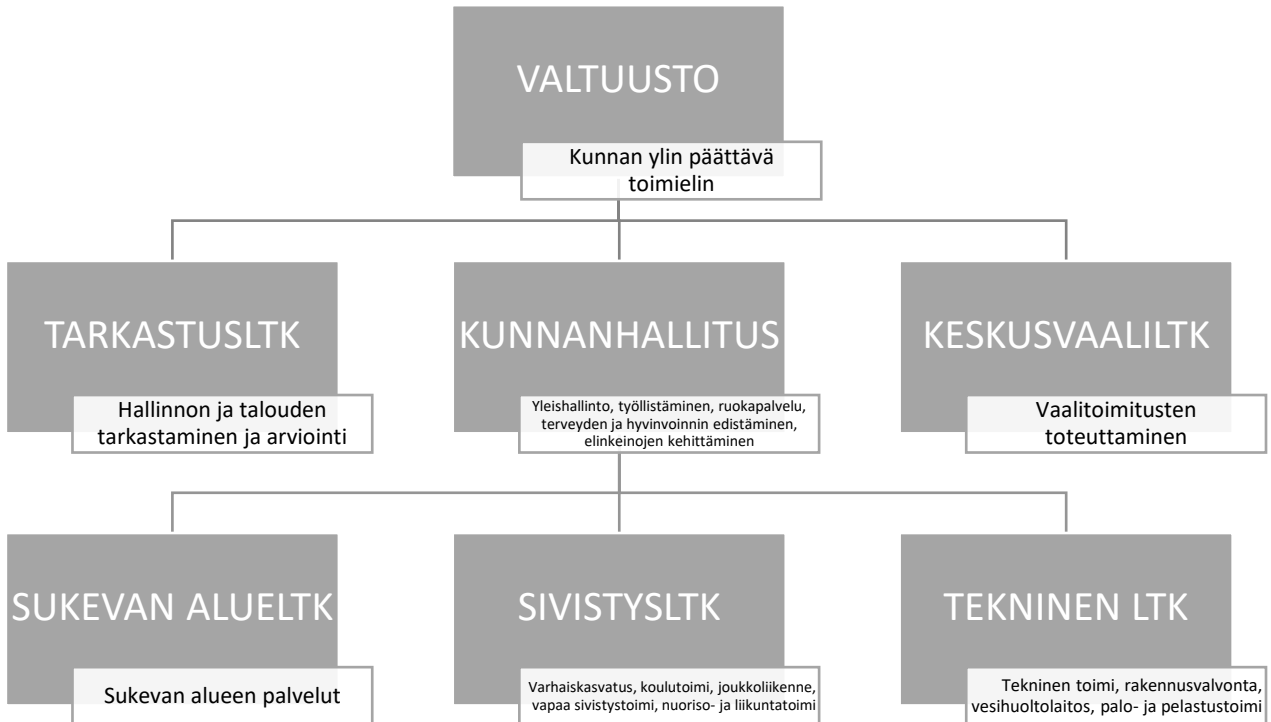 VALTUUSTO
Kunnan ylin päättävä
toimielin
TARKASTUSLTK
Hallinnon ja talouden
tarkastaminen ja arviointi
KUNNANHALLITUS
Yleishallinto, työllistäminen, ruokapalvelu,
terveyden ja hyvinvoinnin edistäminen,
elinkeinojen kehittäminen
KESKUSVAALILTK
Vaalitoimitusten
toteuttaminen
SUKEVAN ALUELTK
Sukevan alueen palvelut
SIVISTYSLTK
Varhaiskasvatus, koulutoimi, joukkoliikenne,
vapaa sivistystoimi, nuoriso- ja liikuntatoimi
TEKNINEN LTK
Tekninen toimi, rakennusvalvonta,
vesihuoltolaitos, palo- ja pelastustoimi